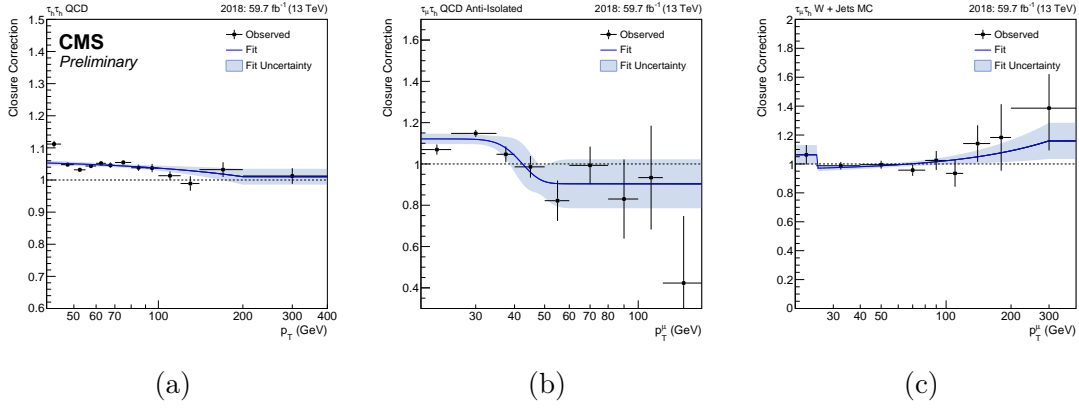 τhτh QCD 2018: 59.7 fb⁻¹ (13 TeV)
CMS
Preliminary
Observed
Fit
Fit Uncertainty
Closure Correction
1.5
1.4
1.3
1.2
1.1
1
0.9
0.8
0.7
0.6
50 60 70 100 200 300 400
pT (GeV)
(a)
τμτh QCD Anti-Isolated 2018: 59.7 fb⁻¹ (13 TeV)
Observed
Fit
Fit Uncertainty
Closure Correction
1.6
1.4
1.2
1.0
0.8
0.6
0.4
30 40 50 60 70 100
pTμ (GeV)
(b)
τμτh W + Jets MC 2018: 59.7 fb⁻¹ (13 TeV)
Observed
Fit
Fit Uncertainty
Closure Correction
2
1.8
1.6
1.4
1.2
1
0.8
0.6
0.4
0.2
0
30 40 50 100 200 300
pTμ (GeV)
(c)